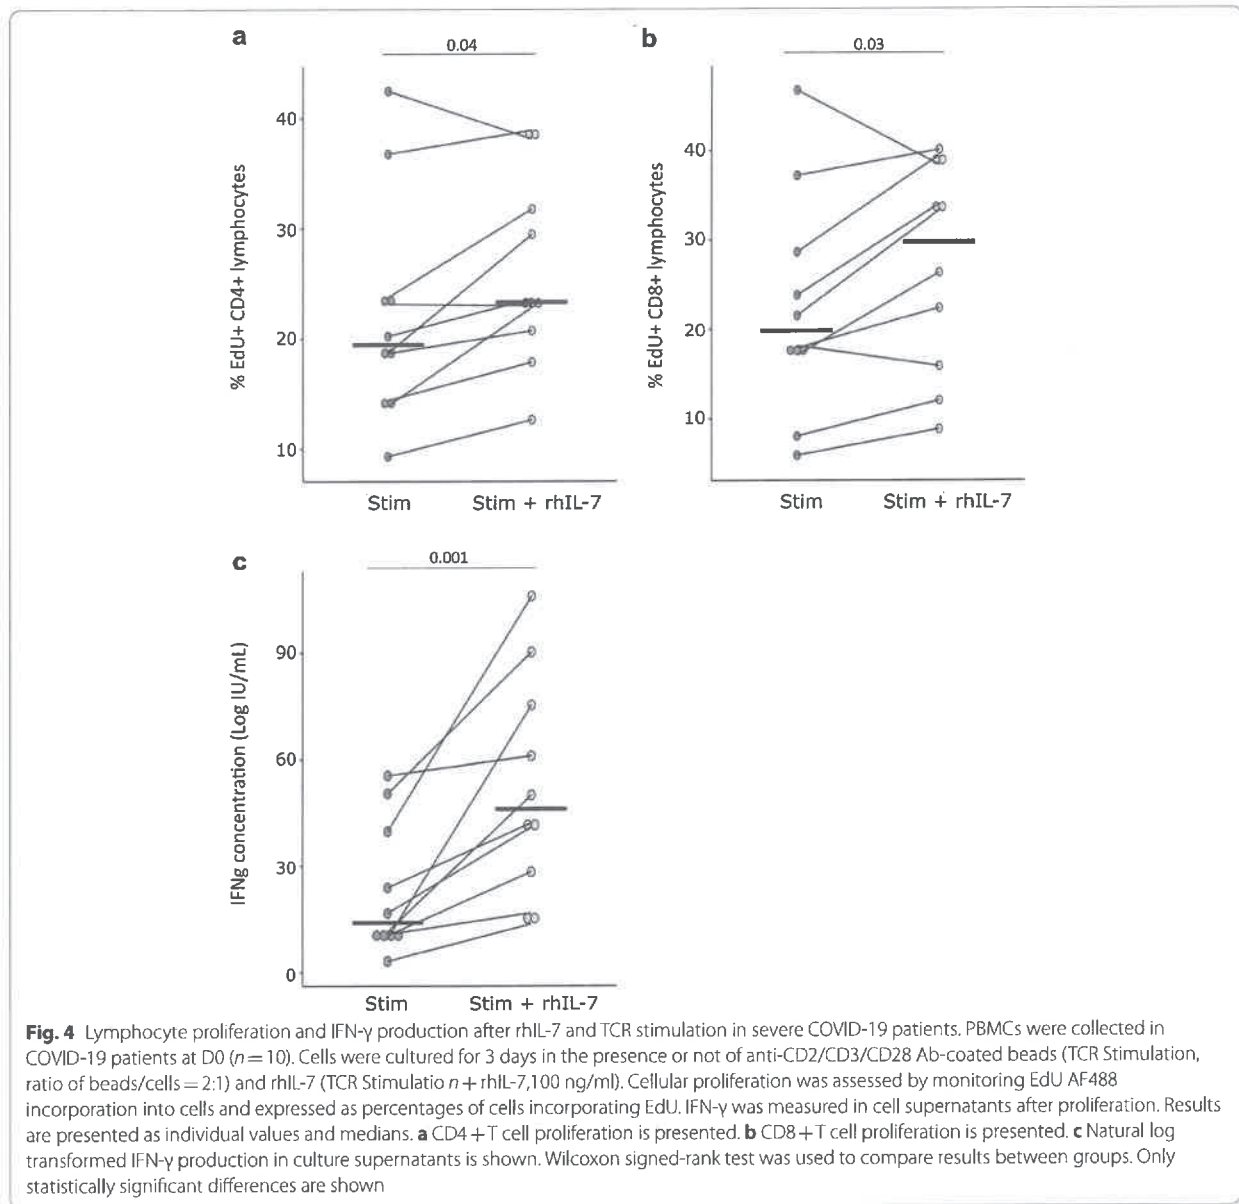 a
0.04
% EdU+ CD4+ lymphocytes
40
30
20
10
Stim
Stim + rhIL-7
b
0.03
% EdU+ CD8+ lymphocytes
40
30
20
10
Stim
Stim + rhIL-7
c
0.001
IFNg concentration (Log IU/mL)
90
60
30
0
Stim
Stim + rhIL-7
Fig. 4 Lymphocyte proliferation and IFN-γ production after rhIL-7 and TCR stimulation in severe COVID-19 patients. PBMCs were collected in
COVID-19 patients at D0 (n = 10). Cells were cultured for 3 days in the presence or not of anti-CD2/CD3/CD28 Ab-coated beads (TCR Stimulation,
ratio of beads/cells = 2:1) and rhIL-7 (TCR Stimulatio n + rhIL-7,100 ng/ml). Cellular proliferation was assessed by monitoring EdU AF488
incorporation into cells and expressed as percentages of cells incorporating EdU. IFN-γ was measured in cell supernatants after proliferation. Results
are presented as individual values and medians. a CD4 + T cell proliferation is presented. b CD8 + T cell proliferation is presented. c Natural log
transformed IFN-γ production in culture supernatants is shown. Wilcoxon signed-rank test was used to compare results between groups. Only
statistically significant differences are shown